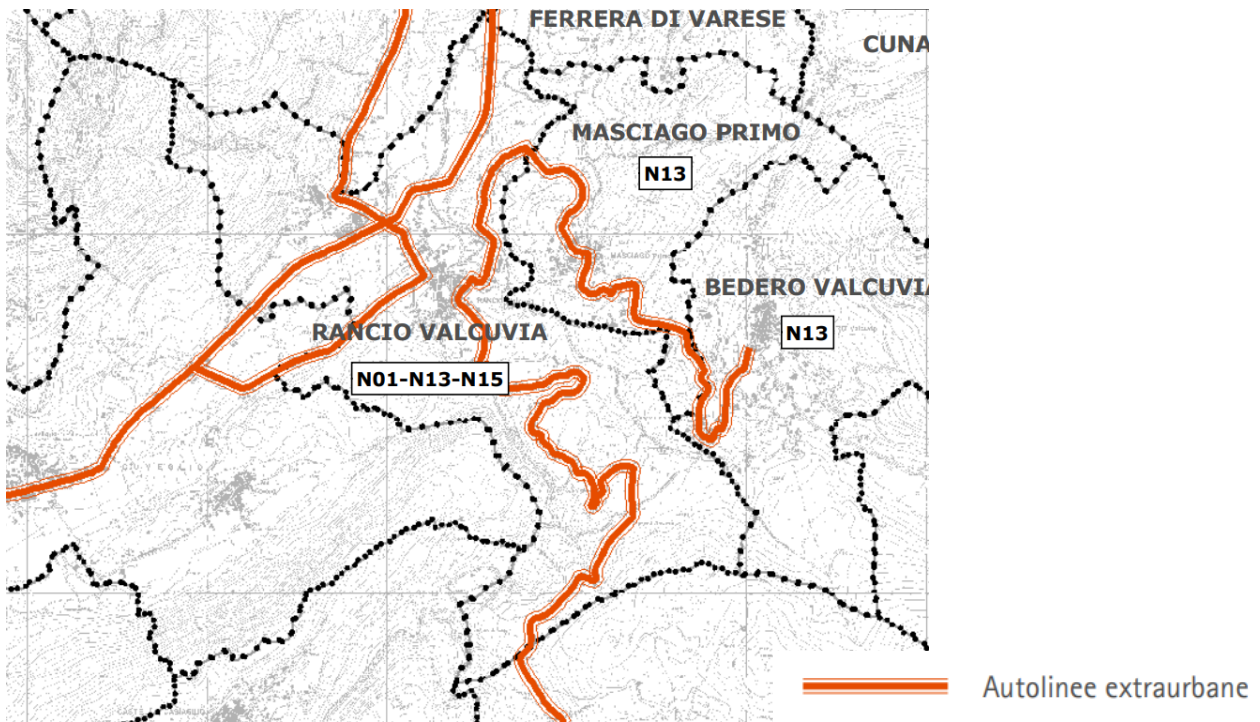 FERRERA DI VARESE
CUNA
MASCIAGO PRIMO
N13
BEDERO VALCUVIA
N13
RANCIO VALCUVIA
N01-N13-N15
Autolinee extraurbane